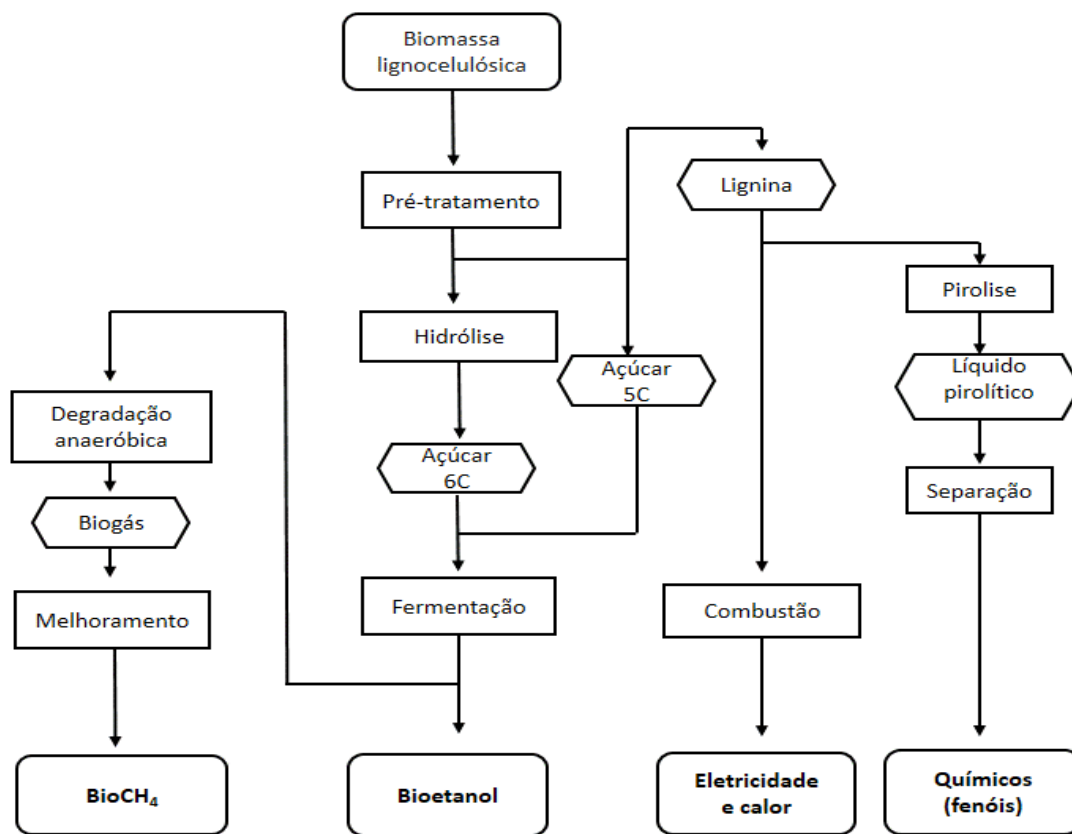 Biomassa
lignocelulósica
Pré-tratamento
Lignina
Pirolise
Hidrólise
Açúcar
5C
Líquido
pirolítico
Degradação
anaeróbica
Açúcar
6C
Separação
Biogás
Melhoramento
Fermentação
Combustão
BioCH₄
Bioetanol
Eletricidade
e calor
Químicos
(fenóis)